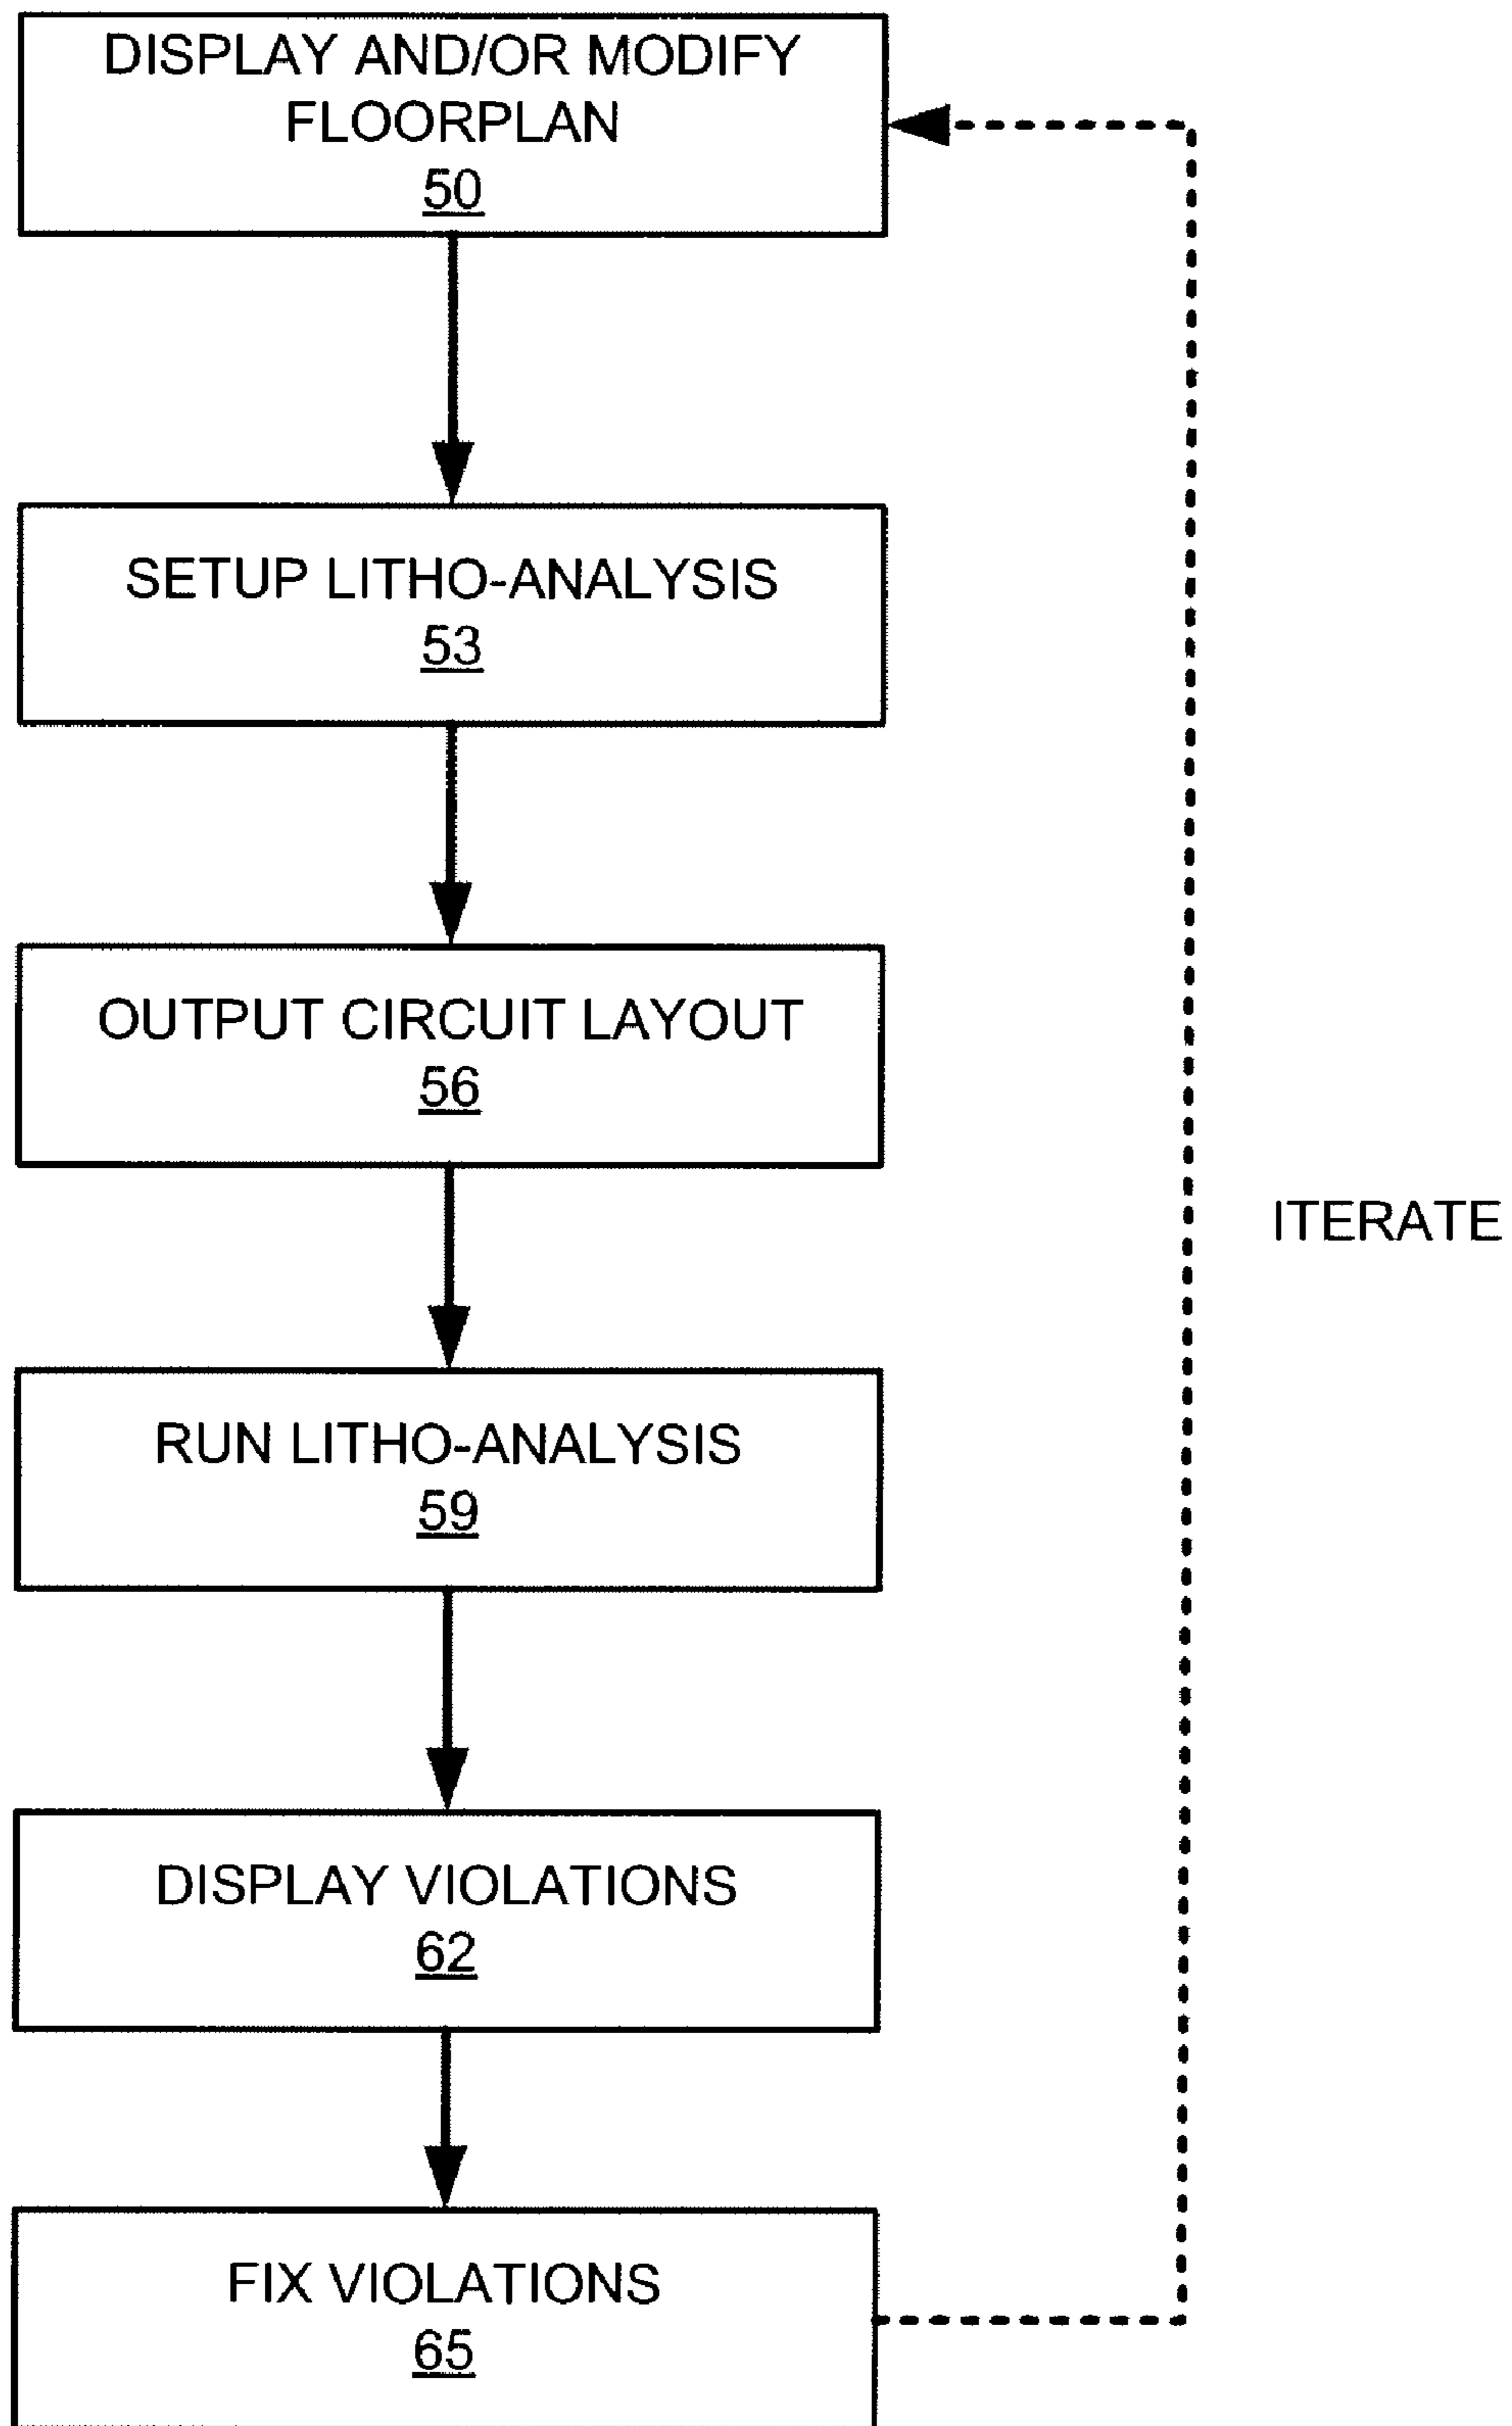 DISPLAY AND/OR MODIFY
FLOORPLAN
50
SETUP LITHO-ANALYSIS
53
OUTPUT CIRCUIT LAYOUT
56
ITERATE
RUN LITHO-ANALYSIS
59
DISPLAY VIOLATIONS
62
FIX VIOLATIONS
65